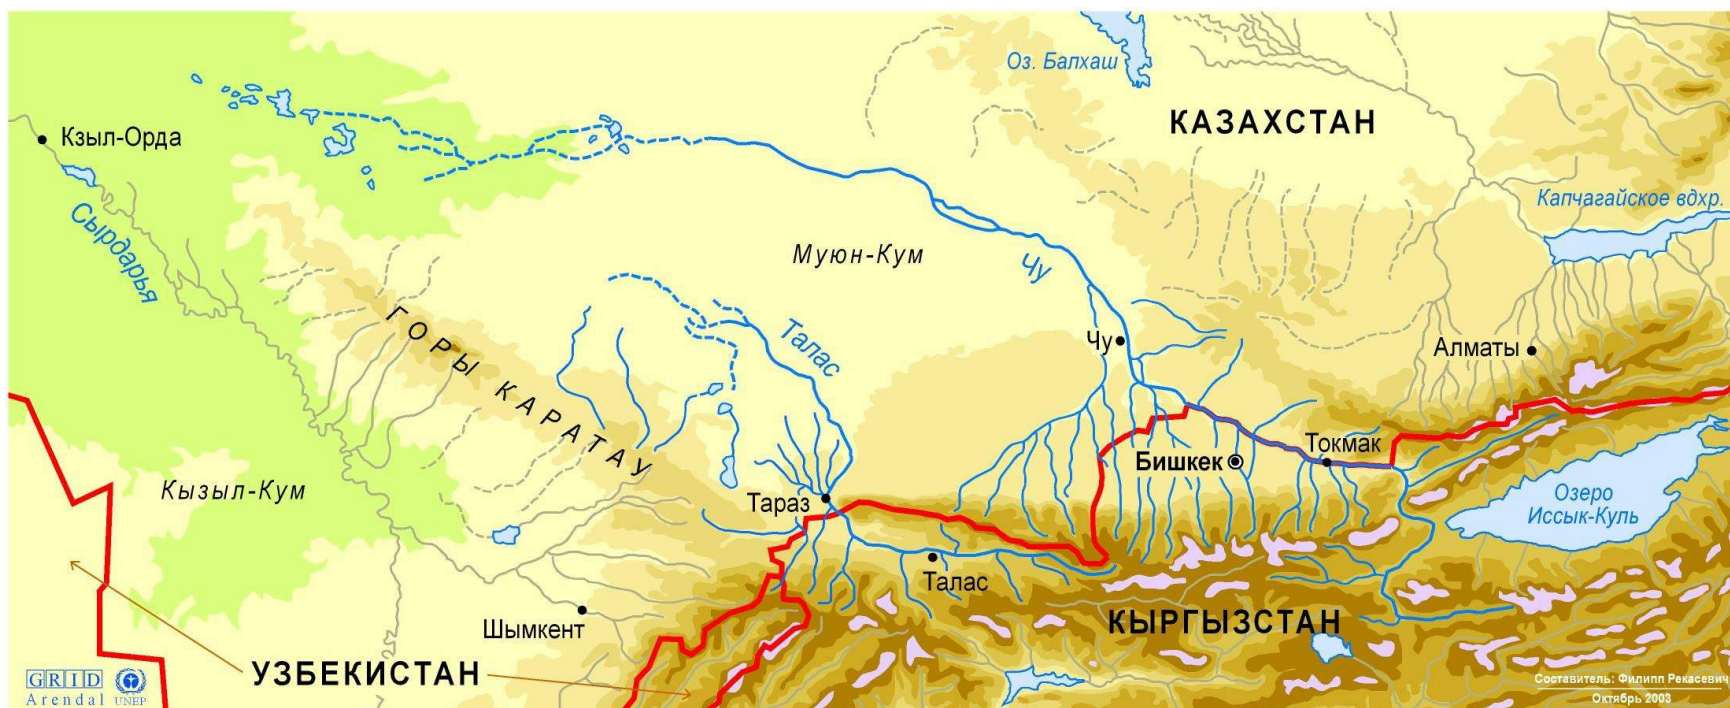 Оз. Балхаш
КАЗАХСТАН
Кзыл-Орда
Капчагайское вдхр.
Сырдарья
Муюн-Кум
Чу
Талас
Чу
Алматы
ГОРЫ КАРАТАУ
Токмак
Бишкек
Кызыл-Кум
Тараз
Озеро
Иссык-Куль
Талас
Шымкент
КЫРГЫЗСТАН
УЗБЕКИСТАН
GRID
Arendal
UNEP
Составитель: Филипп Рекасевич
Октябрь 2003